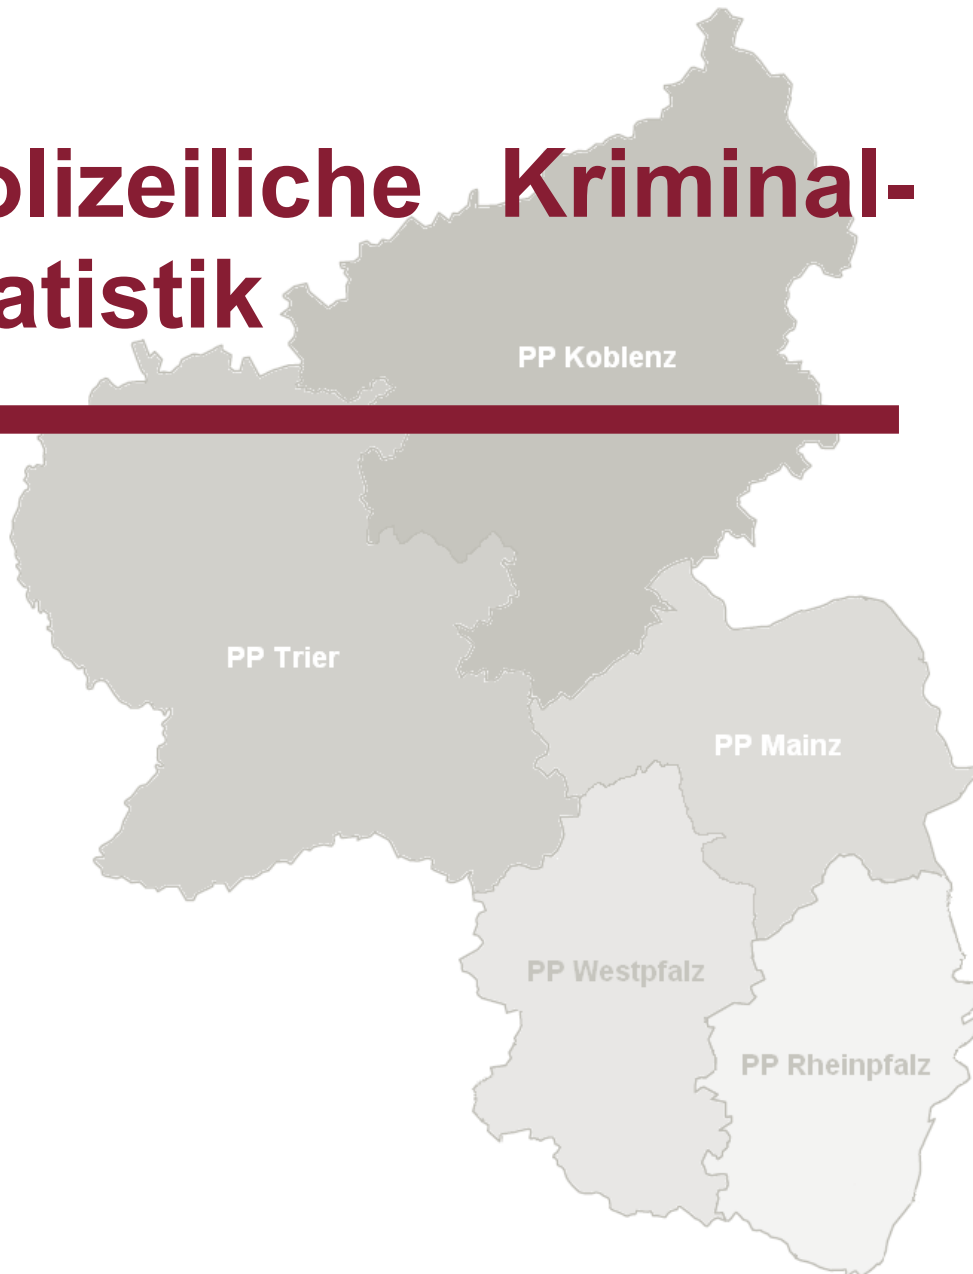 olizeiliche Kriminal-
atistik
PP Koblenz
PP Trier
PP Mainz
PP Westpfalz
PP Rheinpfalz